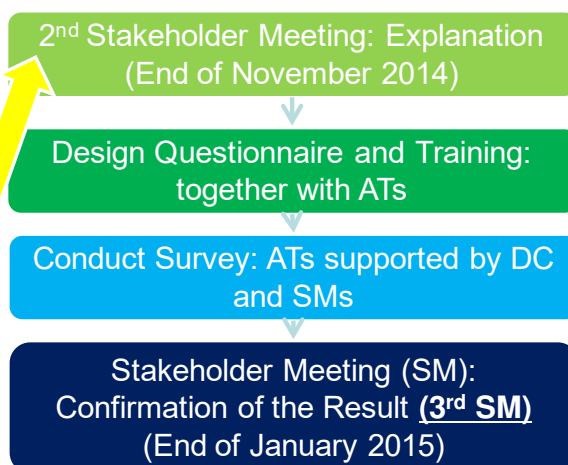 2nd Stakeholder Meeting: Explanation
(End of November 2014)
Design Questionnaire and Training:
together with ATs
Conduct Survey: ATs supported by DC
and SMs
Stakeholder Meeting (SM):
Confirmation of the Result (3rd SM)
(End of January 2015)